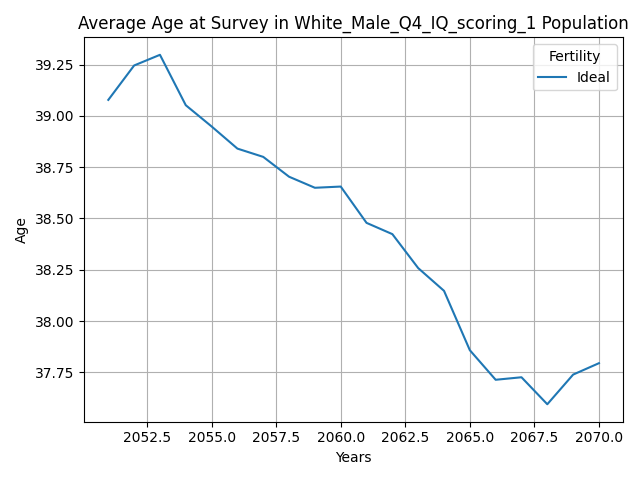 Average Age at Survey in White_Male_Q4_IQ_scoring_1 Population
Fertility
Ideal
39.25
39.00
38.75
38.50
38.25
38.00
37.75
Age
2052.5 2055.0 2057.5 2060.0 2062.5 2065.0 2067.5 2070.0
Years